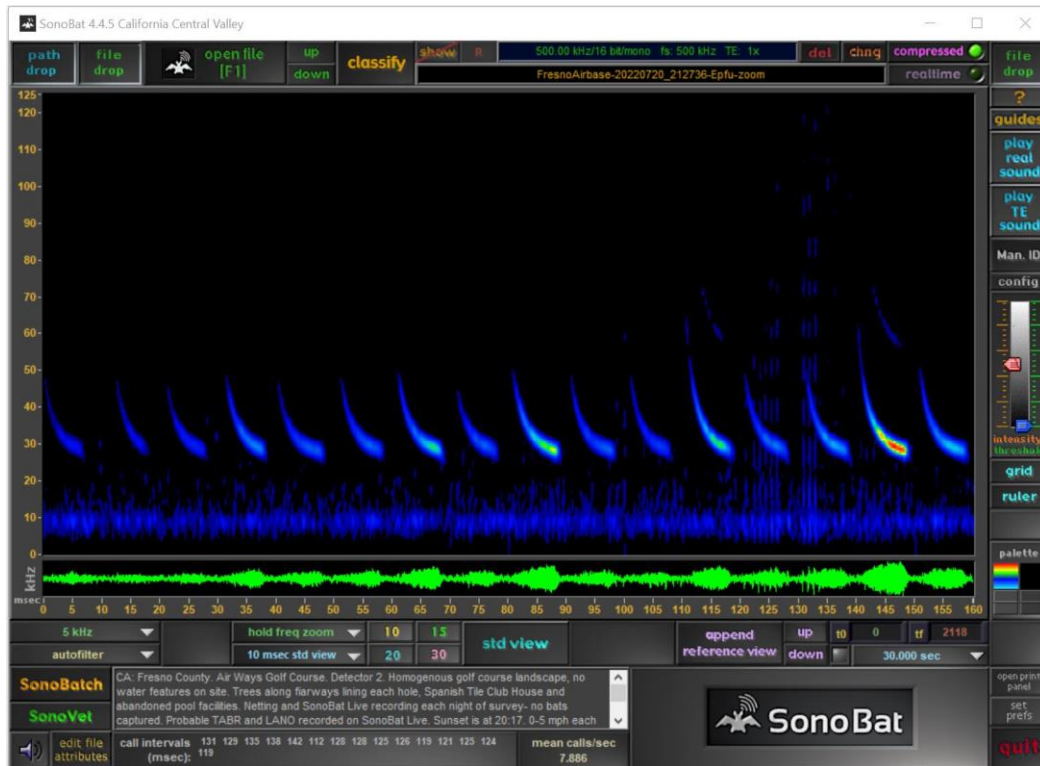 SonoBat 4.4.5 California Central Valley
path drop
file drop
open file [F1]
up
down
classify
show
R
500.00 kHz/16 bit/mono fs: 500 kHz TE: 1x
FresnoAirbase-20220720_212736-Epfu-zoom
del
chng
compressed
realtime
file drop
?
guides
play real sound
play TE sound
Man. ID
config
intensity
threshold
grid
ruler
palette
125
120
110
100
90
80
70
60
50
40
30
20
10
0
kHz
msec
0 5 10 15 20 25 30 35 40 45 50 55 60 65 70 75 80 85 90 95 100 105 110 115 120 125 130 135 140 145 150 155 160
5 kHz
autofilter
hold freq zoom
10 msec std view
10 15
20 30
std view
append reference view
up
down
t0 0 tf 2118
30.000 sec
SonoBatch
SonoVet
edit file attributes
CA: Fresno County. Air Ways Golf Course. Detector 2. Homogenous golf course landscape, no
water features on site. Trees along fiarways lining each hole, Spanish Tile Club House and
abandoned pool facilities. Netting and SonoBat Live recording each night of survey- no bats
captured. Probable TABR and LANO recorded on SonoBat Live. Sunset is at 20:17. 0-5 mph each
call intervals (msec): 131 129 135 138 142 112 128 128 125 126 119 121 125 124
119
mean calls/sec
7.886
SonoBat
open print panel
set prefs
quit